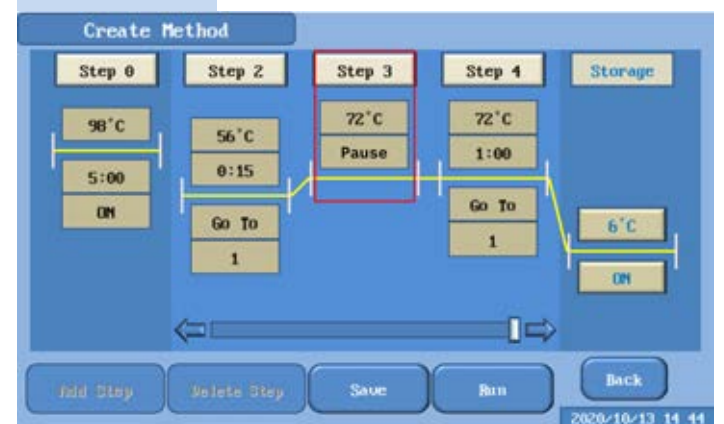 Create Method
Step 0
Step 2
Step 3
Step 4
Storage
98°C
5:00
ON
56°C
0:15
Go To
1
72°C
Pause
72°C
1:00
Go To
1
6°C
ON
Add Step
Delete Step
Save
Run
Back
2020/10/13 14 44